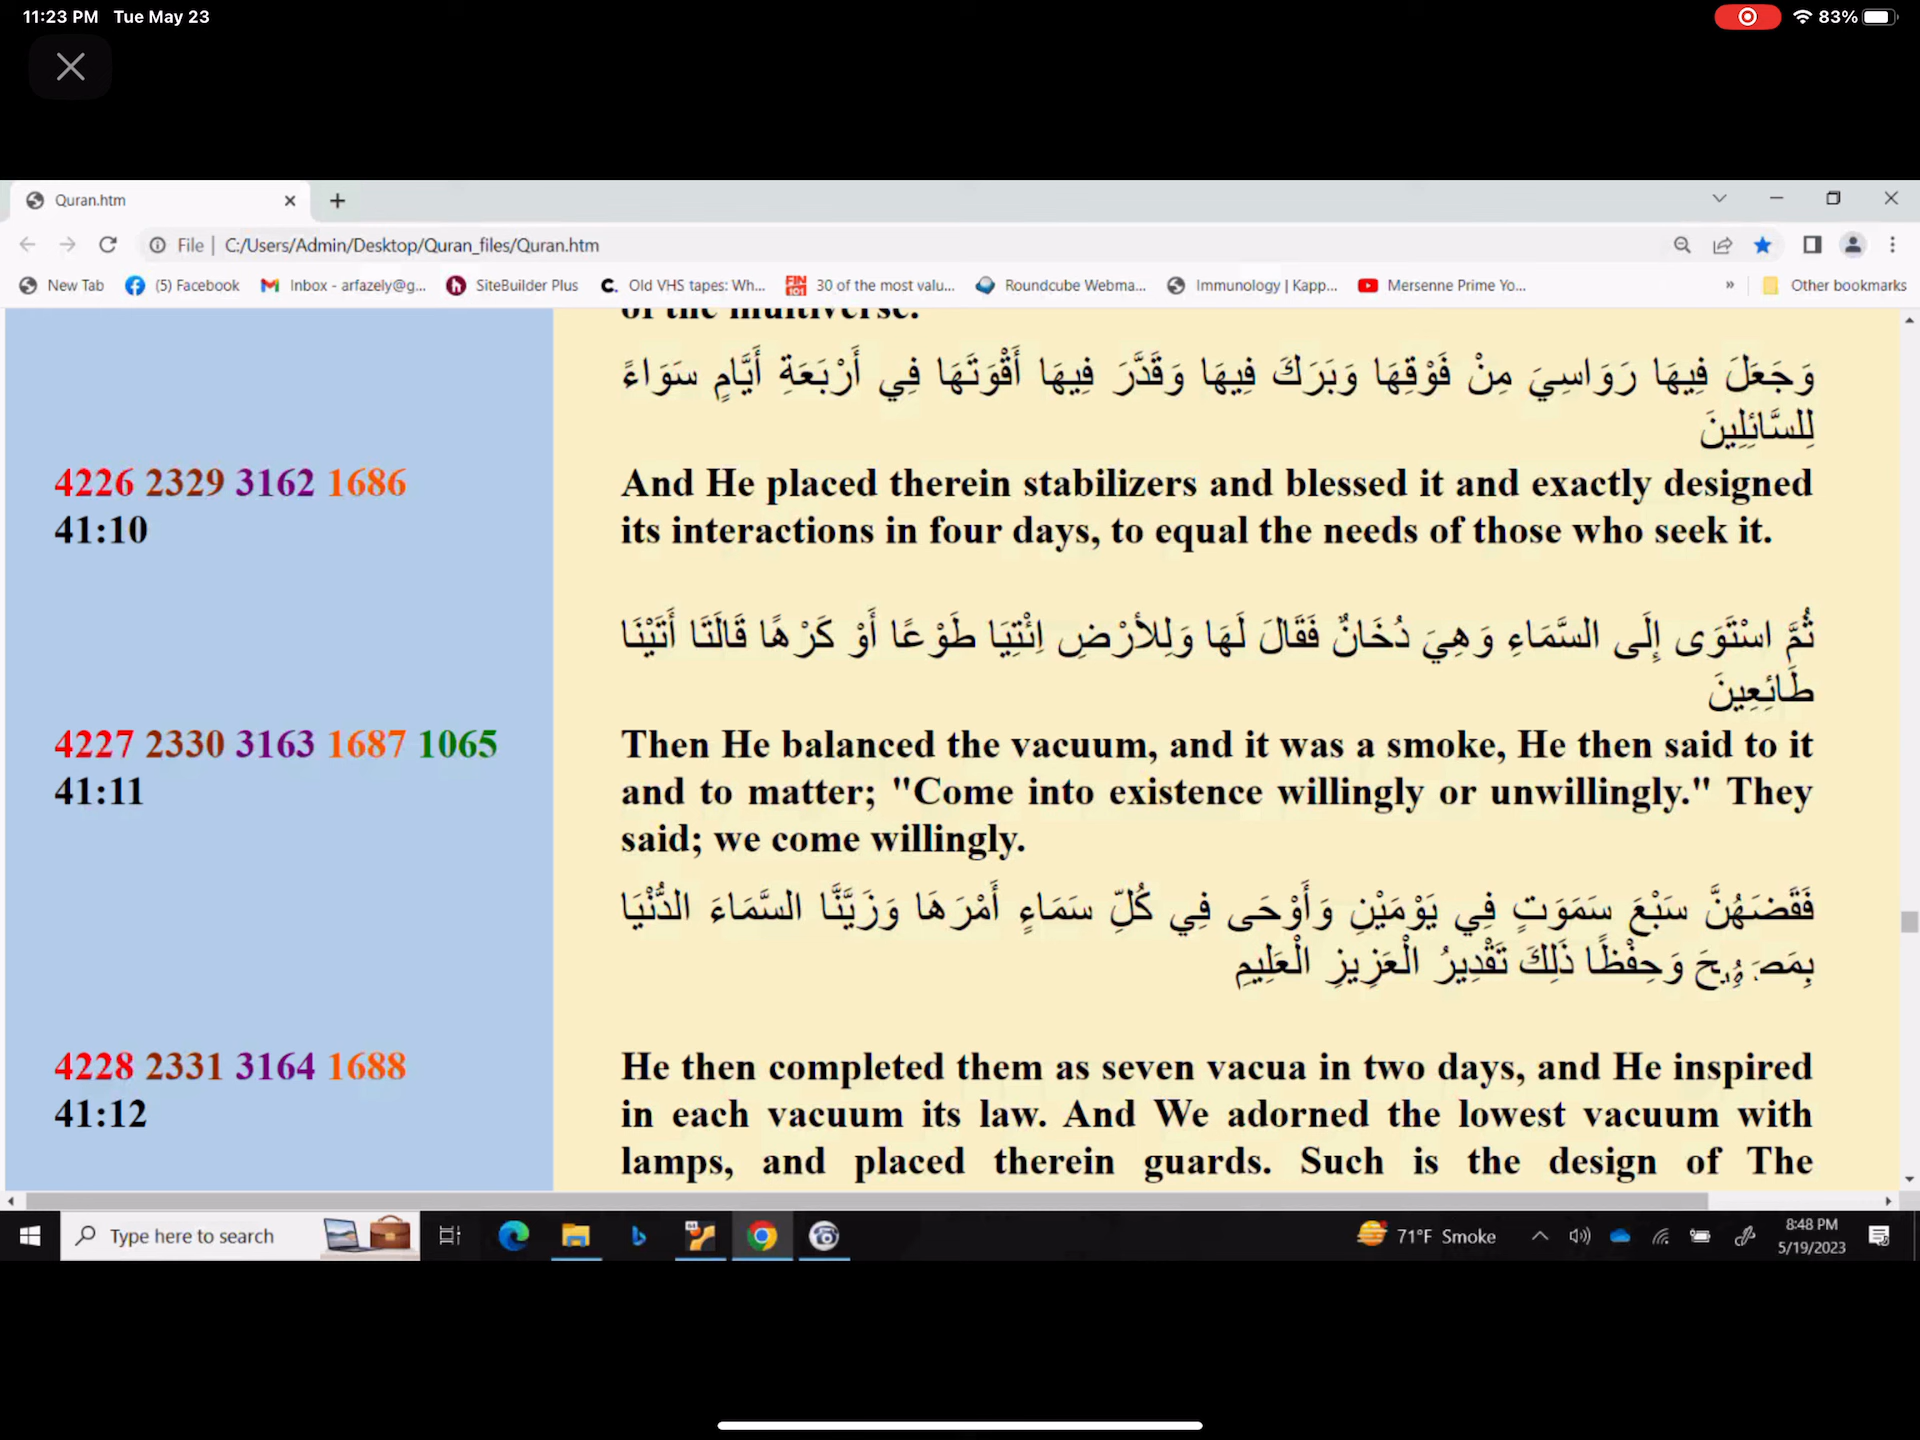 11:23 PM Tue May 23
83%
Quran.htm
File | C:/Users/Admin/Desktop/Quran_files/Quran.htm
New Tab (5) Facebook Inbox - arfazely@g... SiteBuilder Plus Old VHS tapes: Wh... FIN 101 30 of the most valu... Roundcube Webma... Immunology | Kapp... Mersenne Prime Yo... » Other bookmarks
of the multiverse.
وَجَعَلَ فِيهَا رَوَاسِيَ مِنْ فَوْقِهَا وَبَرَكَ فِيهَا وَقَدَّرَ فِيهَا أَقْوَتَهَا فِي أَرْبَعَةِ أَيَّامٍ سَوَاءً
لِلسَّائِلِينَ
4226 2329 3162 1686
41:10
And He placed therein stabilizers and blessed it and exactly designed
its interactions in four days, to equal the needs of those who seek it.
ثُمَّ اسْتَوَى إِلَى السَّمَاءِ وَهِيَ دُخَانٌ فَقَالَ لَهَا وَلِلأَرْضِ اِئْتِيَا طَوْعًا أَوْ كَرْهًا قَالَتَا أَتَيْنَا
طَائِعِينَ
4227 2330 3163 1687 1065
41:11
Then He balanced the vacuum, and it was a smoke, He then said to it
and to matter; "Come into existence willingly or unwillingly." They
said; we come willingly.
فَقَضَهُنَّ سَبْعَ سَمَوَتٍ فِي يَوْمَيْنِ وَأَوْحَى فِي كُلِّ سَمَاءٍ أَمْرَهَا وَزَيَّنَّا السَّمَاءَ الدُّنْيَا
وَحِفْظًا ذَلِكَ تَقْدِيرُ الْعَزِيزِ الْعَلِيمِ
4228 2331 3164 1688
41:12
He then completed them as seven vacua in two days, and He inspired
in each vacuum its law. And We adorned the lowest vacuum with
lamps, and placed therein guards. Such is the design of The
Type here to search
71°F Smoke
8:48 PM
5/19/2023